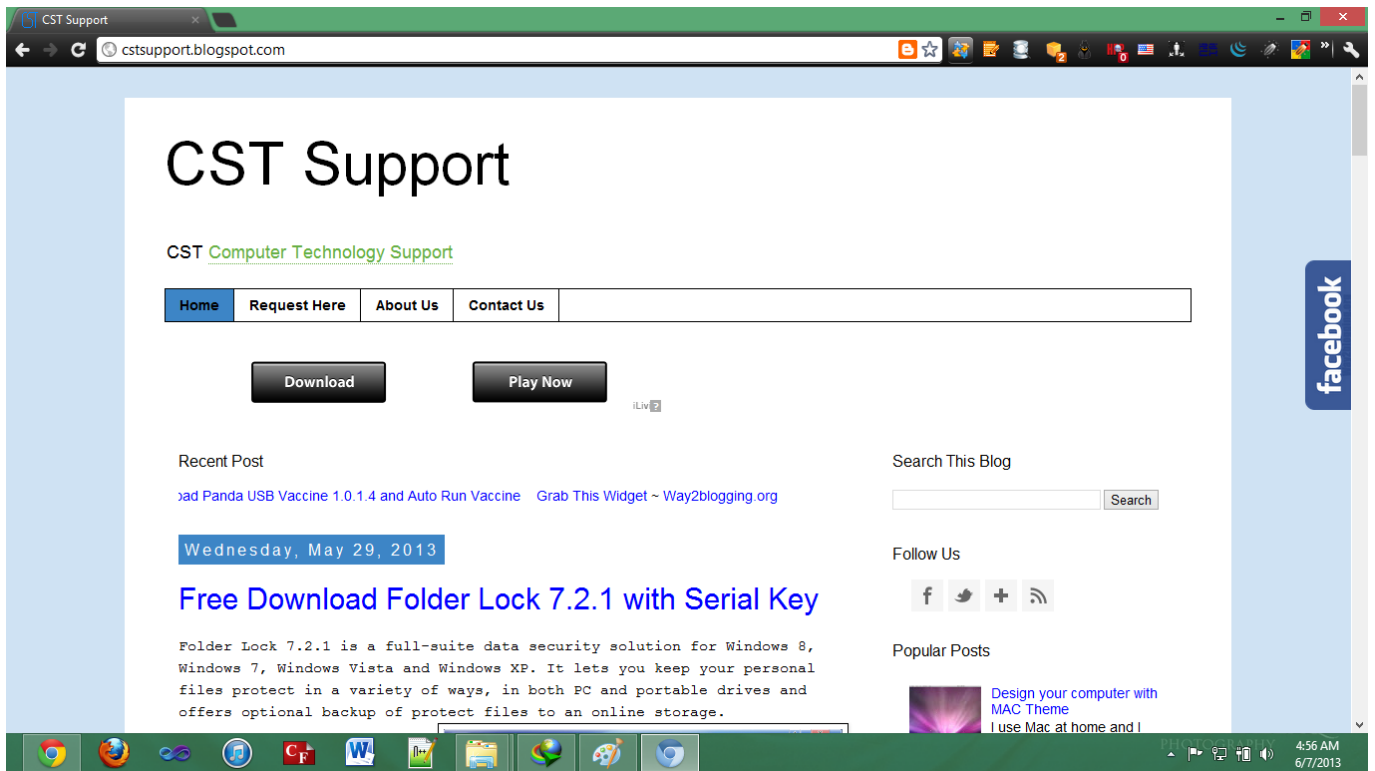 CST Support
cstsupport.blogspot.com
CST Support
CST Computer Technology Support
Home Request Here About Us Contact Us
Download Play Now
iLiv?
Recent Post
oad Panda USB Vaccine 1.0.1.4 and Auto Run Vaccine Grab This Widget ~ Way2blogging.org
Wednesday, May 29, 2013
Free Download Folder Lock 7.2.1 with Serial Key
Folder Lock 7.2.1 is a full-suite data security solution for Windows 8,
Windows 7, Windows Vista and Windows XP. It lets you keep your personal
files protect in a variety of ways, in both PC and portable drives and
offers optional backup of protect files to an online storage.
Search This Blog
Search
Follow Us
Popular Posts
Design your computer with
MAC Theme
I use Mac at home and I
facebook
PHOTOGRAPHY
4:56 AM
6/7/2013